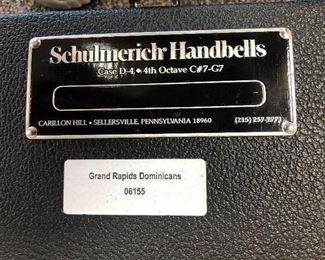 Schulmerich® Handbells
Case D-4 • 4th Octave C#7-G7
CARILLON HILL • SELLERSVILLE, PENNSYLVANIA 18960 (215) 257-2771
Grand Rapids Dominicans
06155